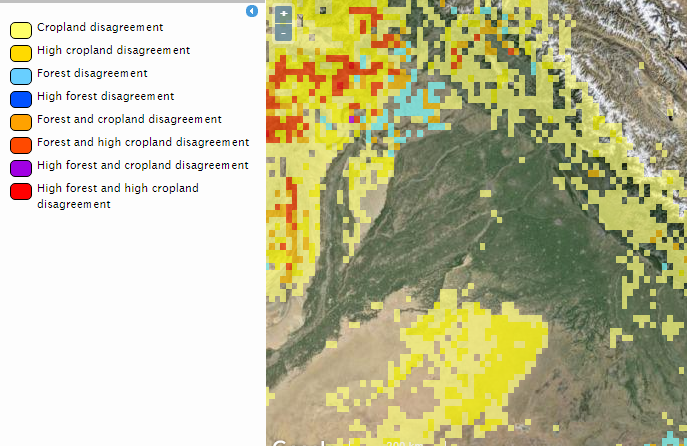 Cropland disagreement
High cropland disagreement
Forest disagreement
High forest disagreement
Forest and cropland disagreement
Forest and high cropland disagreement
High forest and cropland disagreement
High forest and high cropland
disagreement
+
-